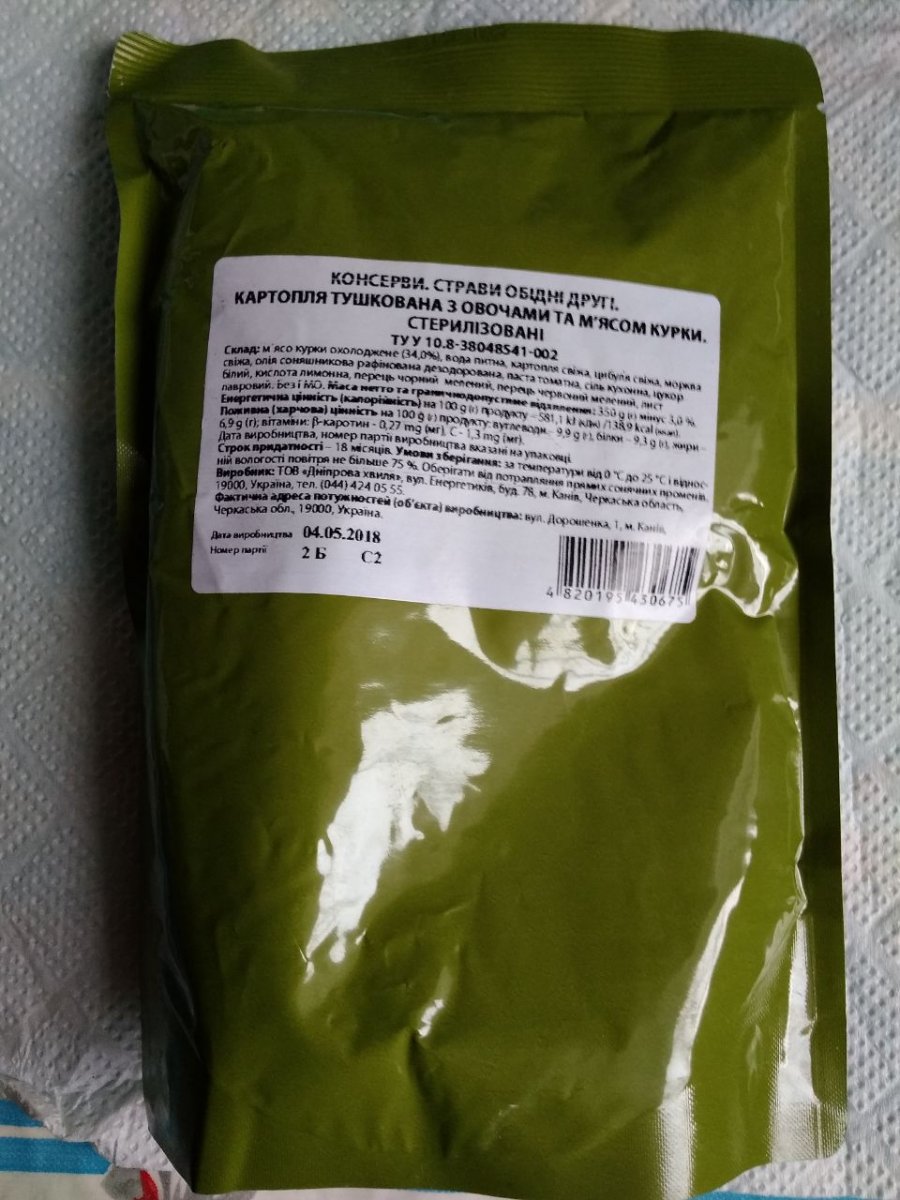 КОНСЕРВИ. СТРАВИ ОБІДНІ ДРУГІ.
КАРТОПЛЯ ТУШКОВАНА З ОВОЧАМИ ТА М'ЯСОМ КУРКИ.
СТЕРИЛІЗОВАНІ
ТУ У 10.8-38048541-002
Склад: м'ясо курки охолоджене (34,0%), вода питна, картопля свіжа, цибуля свіжа, морква
свіжа, олія соняшникова рафінована дезодорована, паста томатна, сіль кухонна, цукор
білий, кислота лимонна, перець чорний мелений, перець червоний мелений, лист
лавровий. Без ГМО. Маса нетто та граничнодопустиме відхилення: 350 g (г) мінус 3,0 %.
Енергетична цінність (калорійність) на 100 g (г) продукту – 581,1 kJ (кДж) /138,9 kcal (ккал).
Поживна (харчова) цінність на 100 g (г) продукту: вуглеводи – 9,9 g (г), білки – 9,3 g (г), жири –
6,9 g (г); вітаміни: β-каротин - 0,27 mg (мг), С - 1,3 mg (мг).
Дата виробництва, номер партії виробництва вказані на упаковці.
Строк придатності – 18 місяців. Умови зберігання: за температури від 0 °С до 25 °С і віднос-
ній вологості повітря не більше 75 %. Оберігати від потрапляння прямих сонячних променів.
Виробник: ТОВ «Дніпрова хвиля», вул. Енергетиків, буд. 78, м. Канів, Черкаська область,
19000, Україна, тел. (044) 424 05 55.
Фактична адреса потужностей (об'єкта) виробництва: вул. Дорошенка, 1, м. Канів,
Черкаська обл., 19000, Україна.
Дата виробництва 04.05.2018
Номер партії 2 Б С2
4 820195 430675